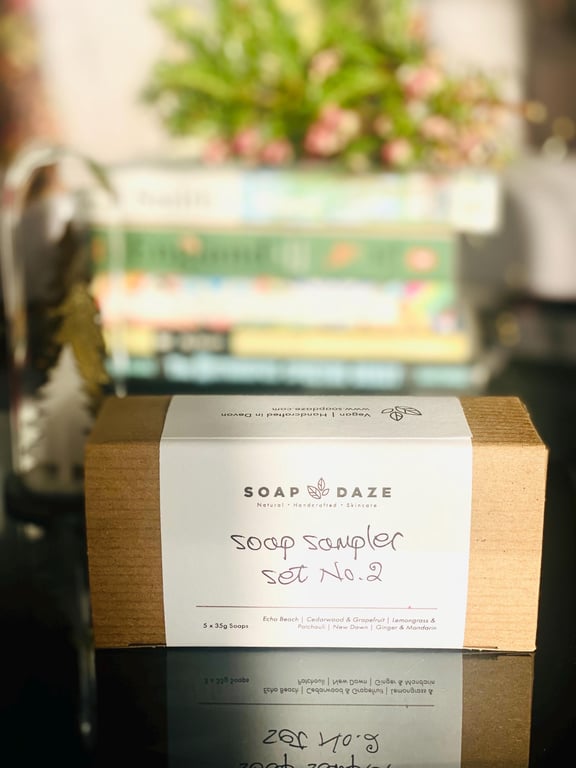 Vegan | Handcrafted in Devon
www.soapdaze.com
SOAP DAZE
Natural • Handcrafted • Skincare
soap sampler
set No.2
5 x 35g Soaps
Echo Beach | Cedarwood & Grapefruit | Lemongrass &
Patchouli | New Dawn | Ginger & Mandarin